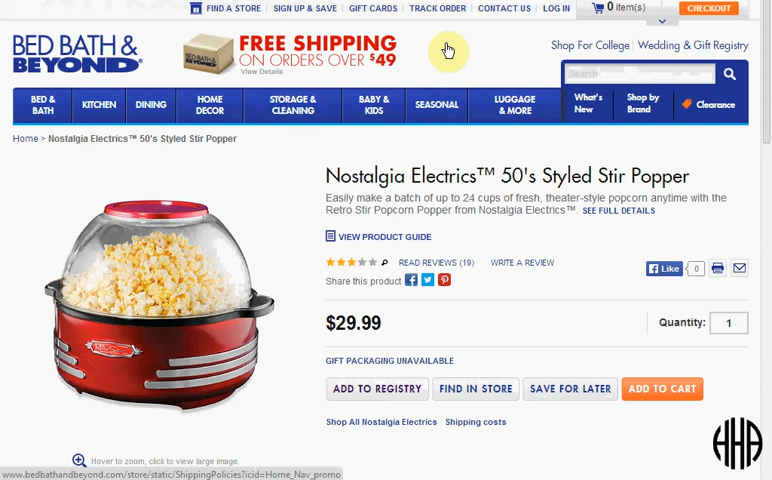 FIND A STORE SIGN UP & SAVE GIFT CARDS TRACK ORDER CONTACT US LOG IN 0 item(s) CHECKOUT
BED BATH &
BEYOND
BED BATH &
BEYOND
FREE SHIPPING
ON ORDERS OVER $49
View Details
Shop For College Wedding & Gift Registry
Search
BED & BATH
KITCHEN
DINING
HOME DECOR
STORAGE & CLEANING
BABY & KIDS
SEASONAL
LUGGAGE & MORE
What's New
Shop by Brand
Clearance
Home > Nostalgia Electrics™ 50's Styled Stir Popper
Nostalgia Electrics™ 50's Styled Stir Popper
Easily make a batch of up to 24 cups of fresh, theater-style popcorn anytime with the
Retro Stir Popcorn Popper from Nostalgia Electrics™. SEE FULL DETAILS
VIEW PRODUCT GUIDE
READ REVIEWS (19) WRITE A REVIEW
Like 0
Share this product
$29.99
Quantity: 1
GIFT PACKAGING UNAVAILABLE
ADD TO REGISTRY FIND IN STORE SAVE FOR LATER ADD TO CART
Shop All Nostalgia Electrics Shipping costs
HHA
Hover to zoom, click to view large image.
www.bedbathandbeyond.com/store/static/ShippingPolicies?icid=Home_Nav_promo